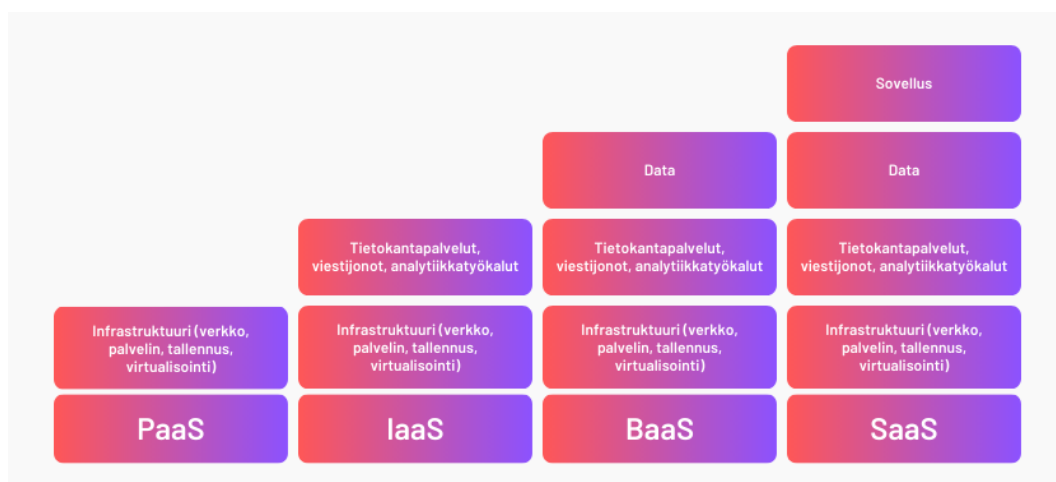 Sovellus
Data
Data
Tietokantapalvelut,
viestijonot, analytiikkatyökalut
Tietokantapalvelut,
viestijonot, analytiikkatyökalut
Tietokantapalvelut,
viestijonot, analytiikkatyökalut
Infrastruktuuri (verkko,
palvelin, tallennus,
virtualisointi)
Infrastruktuuri (verkko,
palvelin, tallennus,
virtualisointi)
Infrastruktuuri (verkko,
palvelin, tallennus,
virtualisointi)
Infrastruktuuri (verkko,
palvelin, tallennus,
virtualisointi)
PaaS
IaaS
BaaS
SaaS